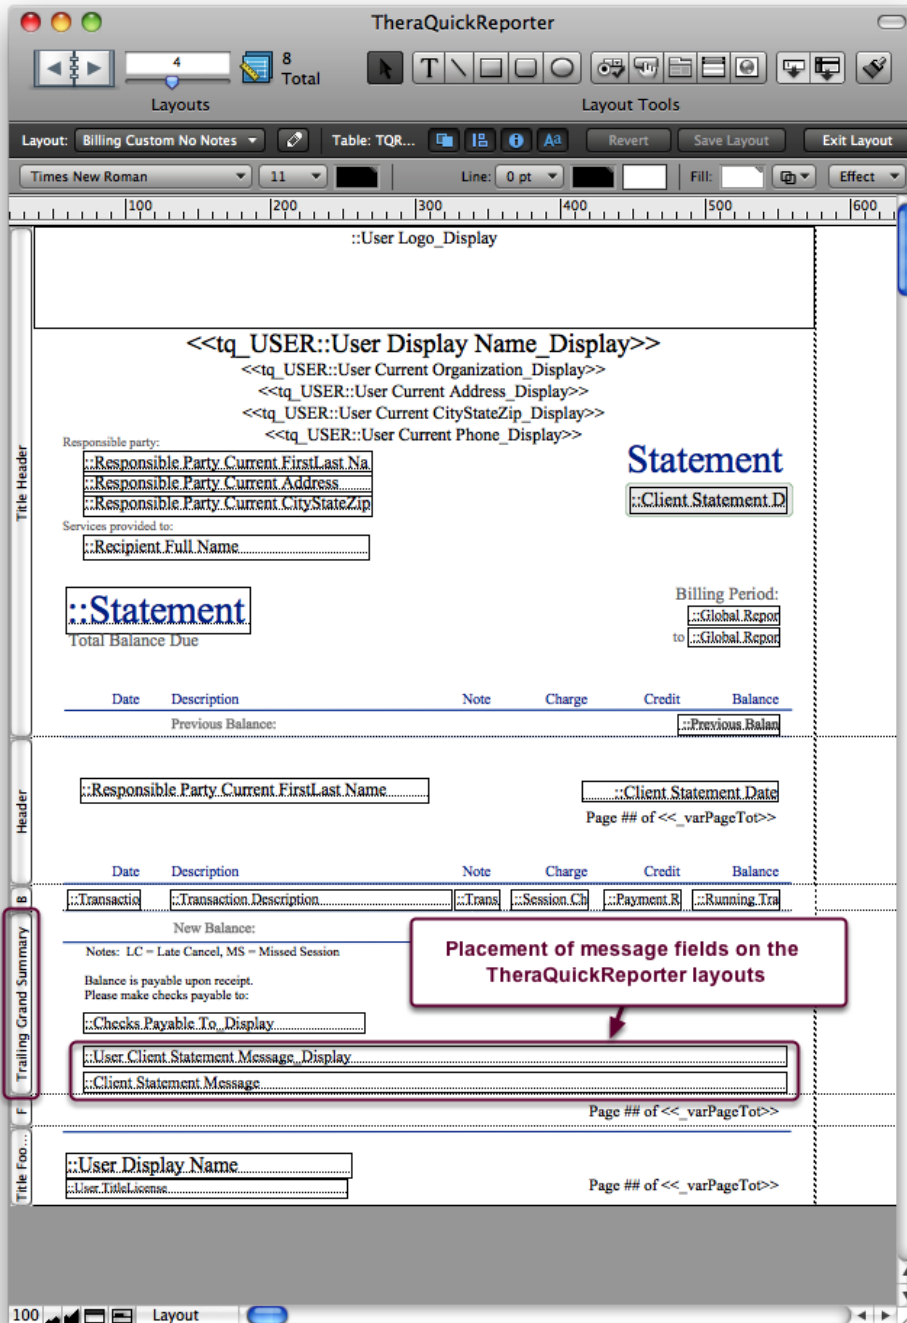 TheraQuickReporter
4
8
Total
Layouts
Layout Tools
Layout: Billing Custom No Notes
Table: TQR...
Aa
Revert
Save Layout
Exit Layout
Times New Roman
11
Line: 0 pt
Fill:
Effect
100 200 300 400 500 600
::User Logo_Display
<<tq_USER::User Display Name_Display>>
<<tq_USER::User Current Organization_Display>>
<<tq_USER::User Current Address_Display>>
<<tq_USER::User Current CityStateZip_Display>>
<<tq_USER::User Current Phone_Display>>
Title Header
Responsible party:
::Responsible Party Current FirstLast Na
::Responsible Party Current Address
::Responsible Party Current CityStateZip
Statement
::Client Statement D
Services provided to:
::Recipient Full Name
::Statement
Total Balance Due
Billing Period:
::Global Repor
to ::Global Repor
Date Description Note Charge Credit Balance
Previous Balance: ::Previous Balan
Header
::Responsible Party Current FirstLast Name
::Client Statement Date
Page ## of <<_varPageTot>>
Date Description Note Charge Credit Balance
B
::Transactio ::Transaction Description ::Trans ::Session Ch ::Payment R ::Running Tra
Trailing Grand Summary
New Balance:
Notes: LC = Late Cancel, MS = Missed Session
Balance is payable upon receipt.
Please make checks payable to:
Placement of message fields on the
TheraQuickReporter layouts
::Checks Payable To_Display
::User Client Statement Message_Display
::Client Statement Message
F
Page ## of <<_varPageTot>>
Title Foo...
::User Display Name
::User TitleLicense
Page ## of <<_varPageTot>>
100
Layout